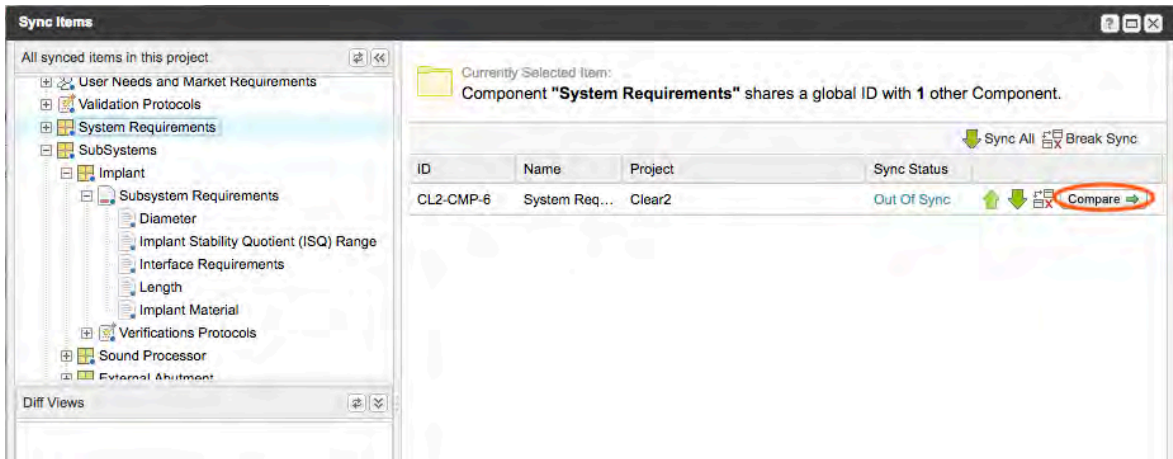 Sync Items
All synced items in this project
User Needs and Market Requirements
Validation Protocols
System Requirements
SubSystems
Implant
Subsystem Requirements
Diameter
Implant Stability Quotient (ISQ) Range
Interface Requirements
Length
Implant Material
Verifications Protocols
Sound Processor
External Abutment
Diff Views
Currently Selected Item:
Component "System Requirements" shares a global ID with 1 other Component.
Sync All Break Sync
ID Name Project Sync Status
CL2-CMP-6 System Req... Clear2 Out Of Sync Compare